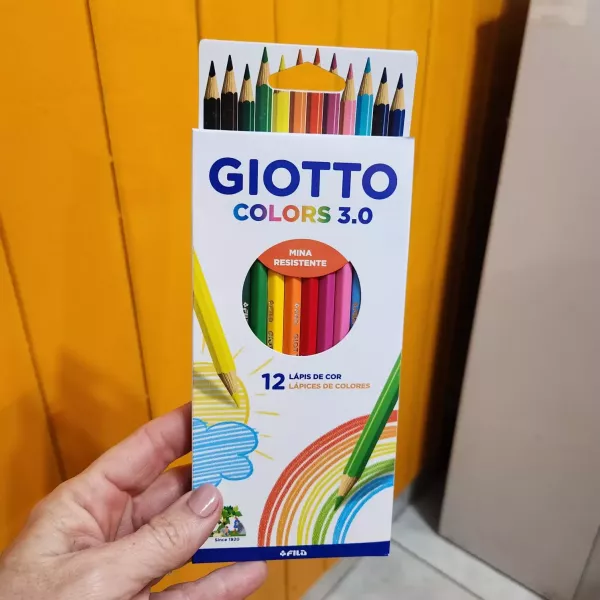 GIOTTO
COLORS 3.0
MINA
RESISTENTE
12 LÁPIS DE COR
LÁPICES DE COLORES
Since 1920
FILA